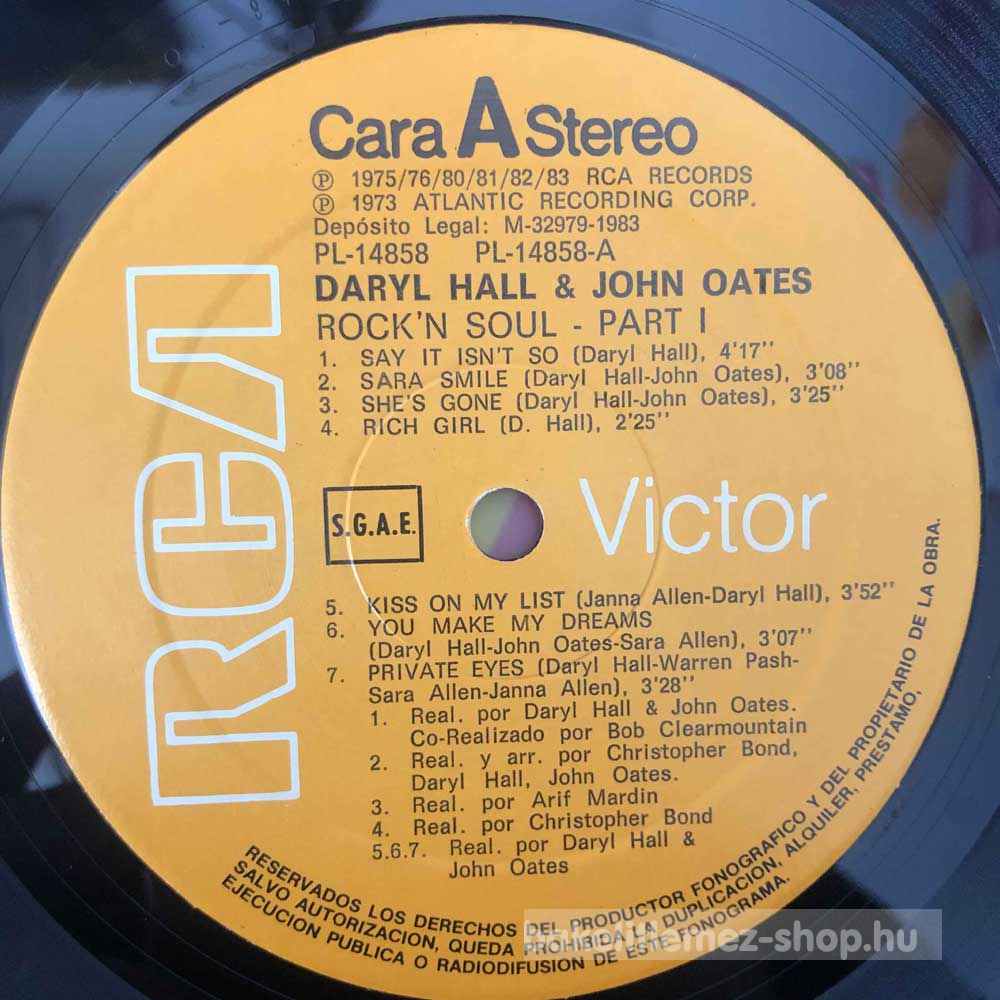 Cara A Stereo
℗ 1975/76/80/81/82/83 RCA RECORDS
℗ 1973 ATLANTIC RECORDING CORP.
Depósito Legal: M-32979-1983
PL-14858 PL-14858-A
DARYL HALL & JOHN OATES
ROCK'N SOUL - PART I
1. SAY IT ISN'T SO (Daryl Hall), 4'17"
2. SARA SMILE (Daryl Hall-John Oates), 3'08"
3. SHE'S GONE (Daryl Hall-John Oates), 3'25"
4. RICH GIRL (D. Hall), 2'25"
RCA
S.G.A.E.
Victor
5. KISS ON MY LIST (Janna Allen-Daryl Hall), 3'52"
6. YOU MAKE MY DREAMS
(Daryl Hall-John Oates-Sara Allen), 3'07"
7. PRIVATE EYES (Daryl Hall-Warren Pash-
Sara Allen-Janna Allen), 3'28"
1. Real. por Daryl Hall & John Oates.
Co-Realizado por Bob Clearmountain
2. Real. y arr. por Christopher Bond,
Daryl Hall, John Oates.
3. Real. por Arif Mardin
4. Real. por Christopher Bond
5.6.7. Real. por Daryl Hall &
John Oates
RESERVADOS LOS DERECHOS DEL PRODUCTOR FONOGRAFICO Y DEL PROPIETARIO DE LA OBRA.
SALVO AUTORIZACION, QUEDA PROHIBIDA LA DUPLICACION, ALQUILER, PRESTAMO,
EJECUCION PUBLICA O RADIODIFUSION DE ESTE FONOGRAMA.